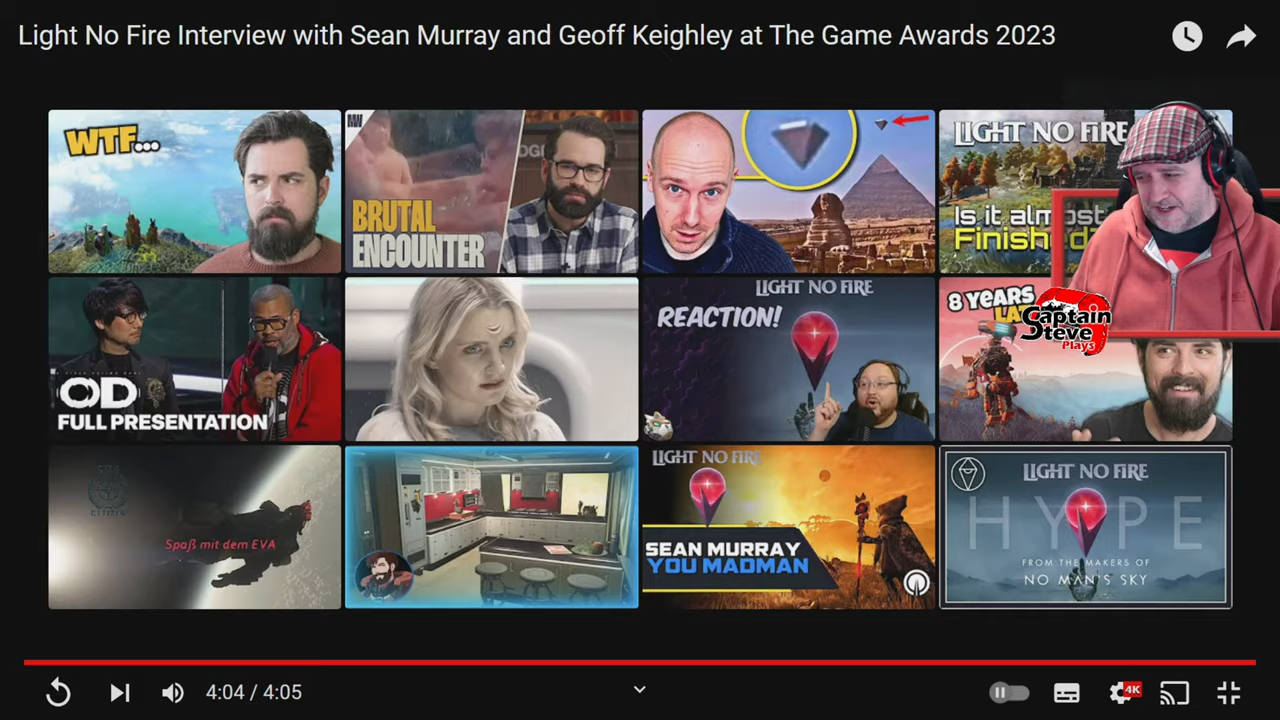 Light No Fire Interview with Sean Murray and Geoff Keighley at The Game Awards 2023
WTF...
MW
BRUTAL
ENCOUNTER
LIGHT NO FIRE
Is it almost
Finished?
OD
FULL PRESENTATION
LIGHT NO FIRE
REACTION!
8 YEARS
Captain
Steve
Plays
CITIZEN
Spaß mit dem EVA
LIGHT NO FIRE
SEAN MURRAY
YOU MADMAN
LIGHT NO FIRE
HYPE
FROM THE MAKERS OF
NO MAN'S SKY
4:04 / 4:05
4K